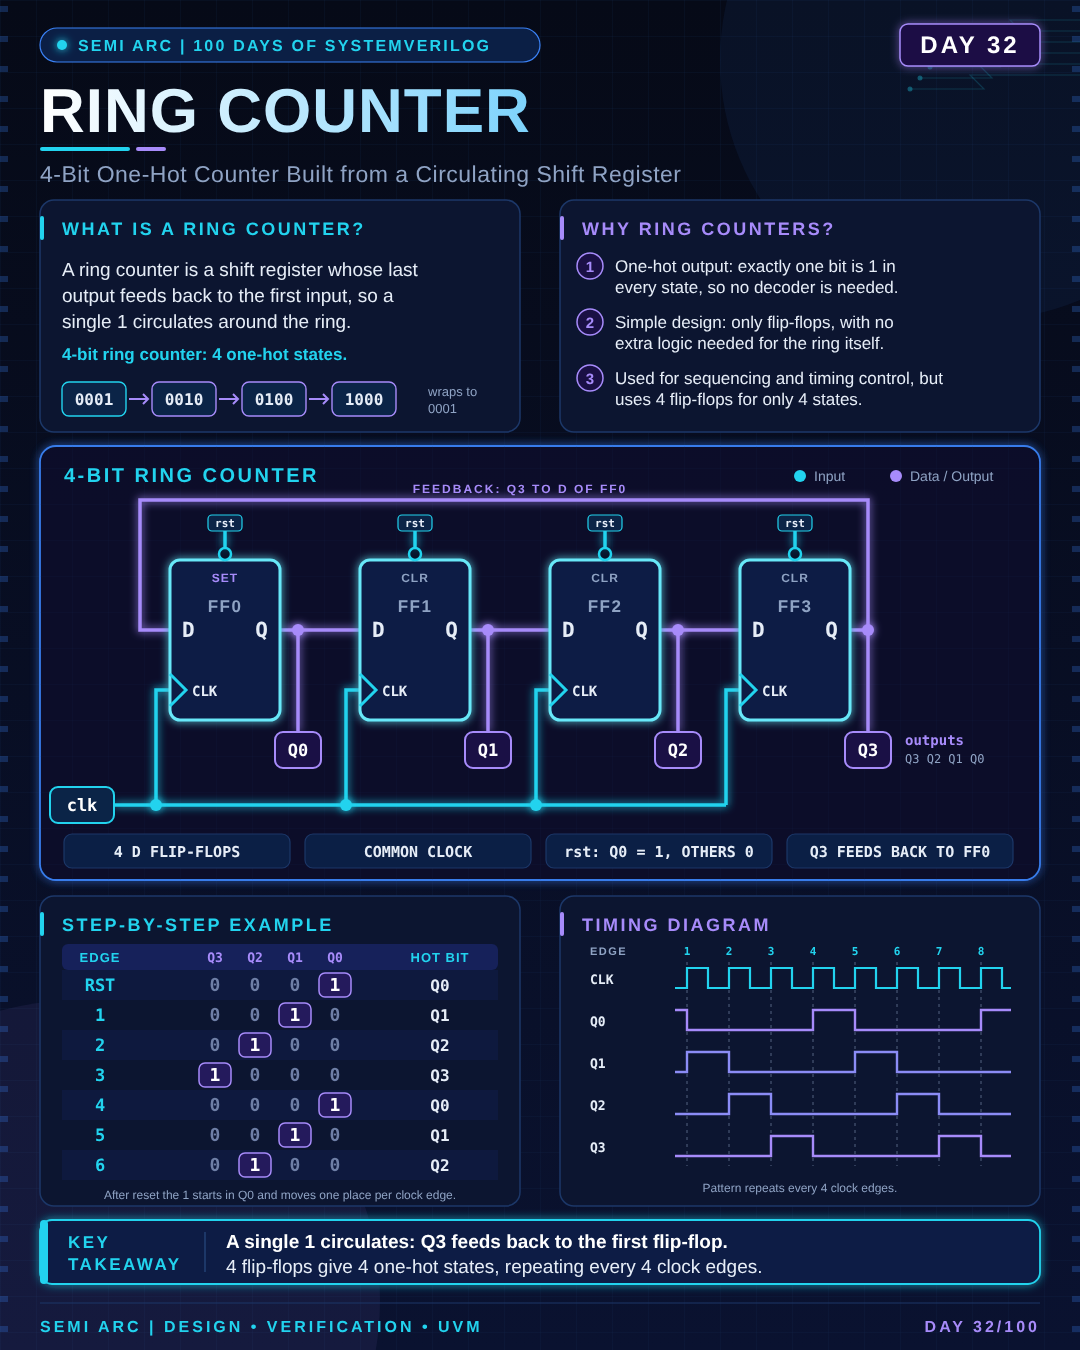 SEMI ARC | 100 DAYS OF SYSTEMVERILOG
DAY 32
RING COUNTER
4-Bit One-Hot Counter Built from a Circulating Shift Register
WHAT IS A RING COUNTER?
A ring counter is a shift register whose last
output feeds back to the first input, so a
single 1 circulates around the ring.
4-bit ring counter: 4 one-hot states.
0001 0010 0100 1000
wraps to
0001
WHY RING COUNTERS?
1 One-hot output: exactly one bit is 1 in
every state, so no decoder is needed.
2 Simple design: only flip-flops, with no
extra logic needed for the ring itself.
3 Used for sequencing and timing control, but
uses 4 flip-flops for only 4 states.
4-BIT RING COUNTER
FEEDBACK: Q3 TO D OF FF0
Input Data / Output
rst rst rst rst
SET CLR CLR CLR
FF0 FF1 FF2 FF3
D Q D Q D Q D Q
CLK CLK CLK CLK
Q0 Q1 Q2 Q3
outputs
Q3 Q2 Q1 Q0
clk
4 D FLIP-FLOPS
COMMON CLOCK
rst: Q0 = 1, OTHERS 0
Q3 FEEDS BACK TO FF0
STEP-BY-STEP EXAMPLE
EDGE Q3 Q2 Q1 Q0 HOT BIT
RST 0 0 0 1 Q0
1 0 0 1 0 Q1
2 0 1 0 0 Q2
3 1 0 0 0 Q3
4 0 0 0 1 Q0
5 0 0 1 0 Q1
6 0 1 0 0 Q2
After reset the 1 starts in Q0 and moves one place per clock edge.
TIMING DIAGRAM
EDGE 1 2 3 4 5 6 7 8
CLK
Q0
Q1
Q2
Q3
Pattern repeats every 4 clock edges.
KEY
TAKEAWAY
A single 1 circulates: Q3 feeds back to the first flip-flop.
4 flip-flops give 4 one-hot states, repeating every 4 clock edges.
SEMI ARC | DESIGN • VERIFICATION • UVM
DAY 32/100